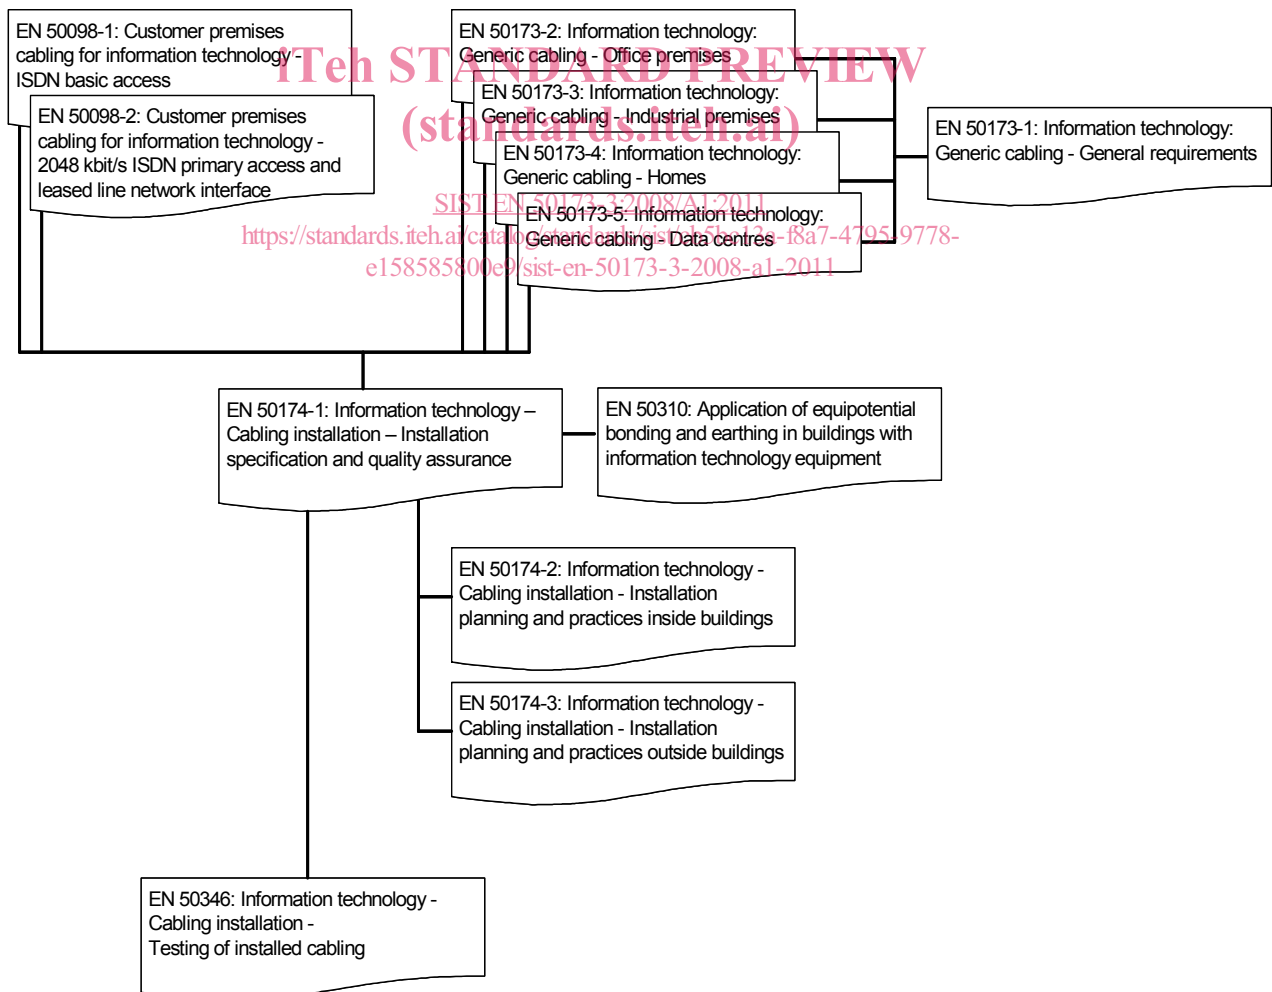 EN 50098-1: Customer premises
cabling for information technology -
ISDN basic access
EN 50098-2: Customer premises
cabling for information technology -
2048 kbit/s ISDN primary access and
leased line network interface
EN 50173-2: Information technology:
Generic cabling - Office premises
EN 50173-3: Information technology:
Generic cabling - Industrial premises
EN 50173-4: Information technology:
Generic cabling - Homes
EN 50173-5: Information technology:
Generic cabling - Data centres
EN 50173-1: Information technology:
Generic cabling - General requirements
iTeh STANDARD PREVIEW
(standards.iteh.ai)
SIST EN 50173-3:2008/A1:2011
https://standards.iteh.ai/catalog/standards/sist/
e158585800e9/sist-en-50173-3-2008-a1-2011
EN 50174-1: Information technology –
Cabling installation – Installation
specification and quality assurance
EN 50310: Application of equipotential
bonding and earthing in buildings with
information technology equipment
EN 50174-2: Information technology -
Cabling installation - Installation
planning and practices inside buildings
EN 50174-3: Information technology -
Cabling installation - Installation
planning and practices outside buildings
EN 50346: Information technology -
Cabling installation -
Testing of installed cabling